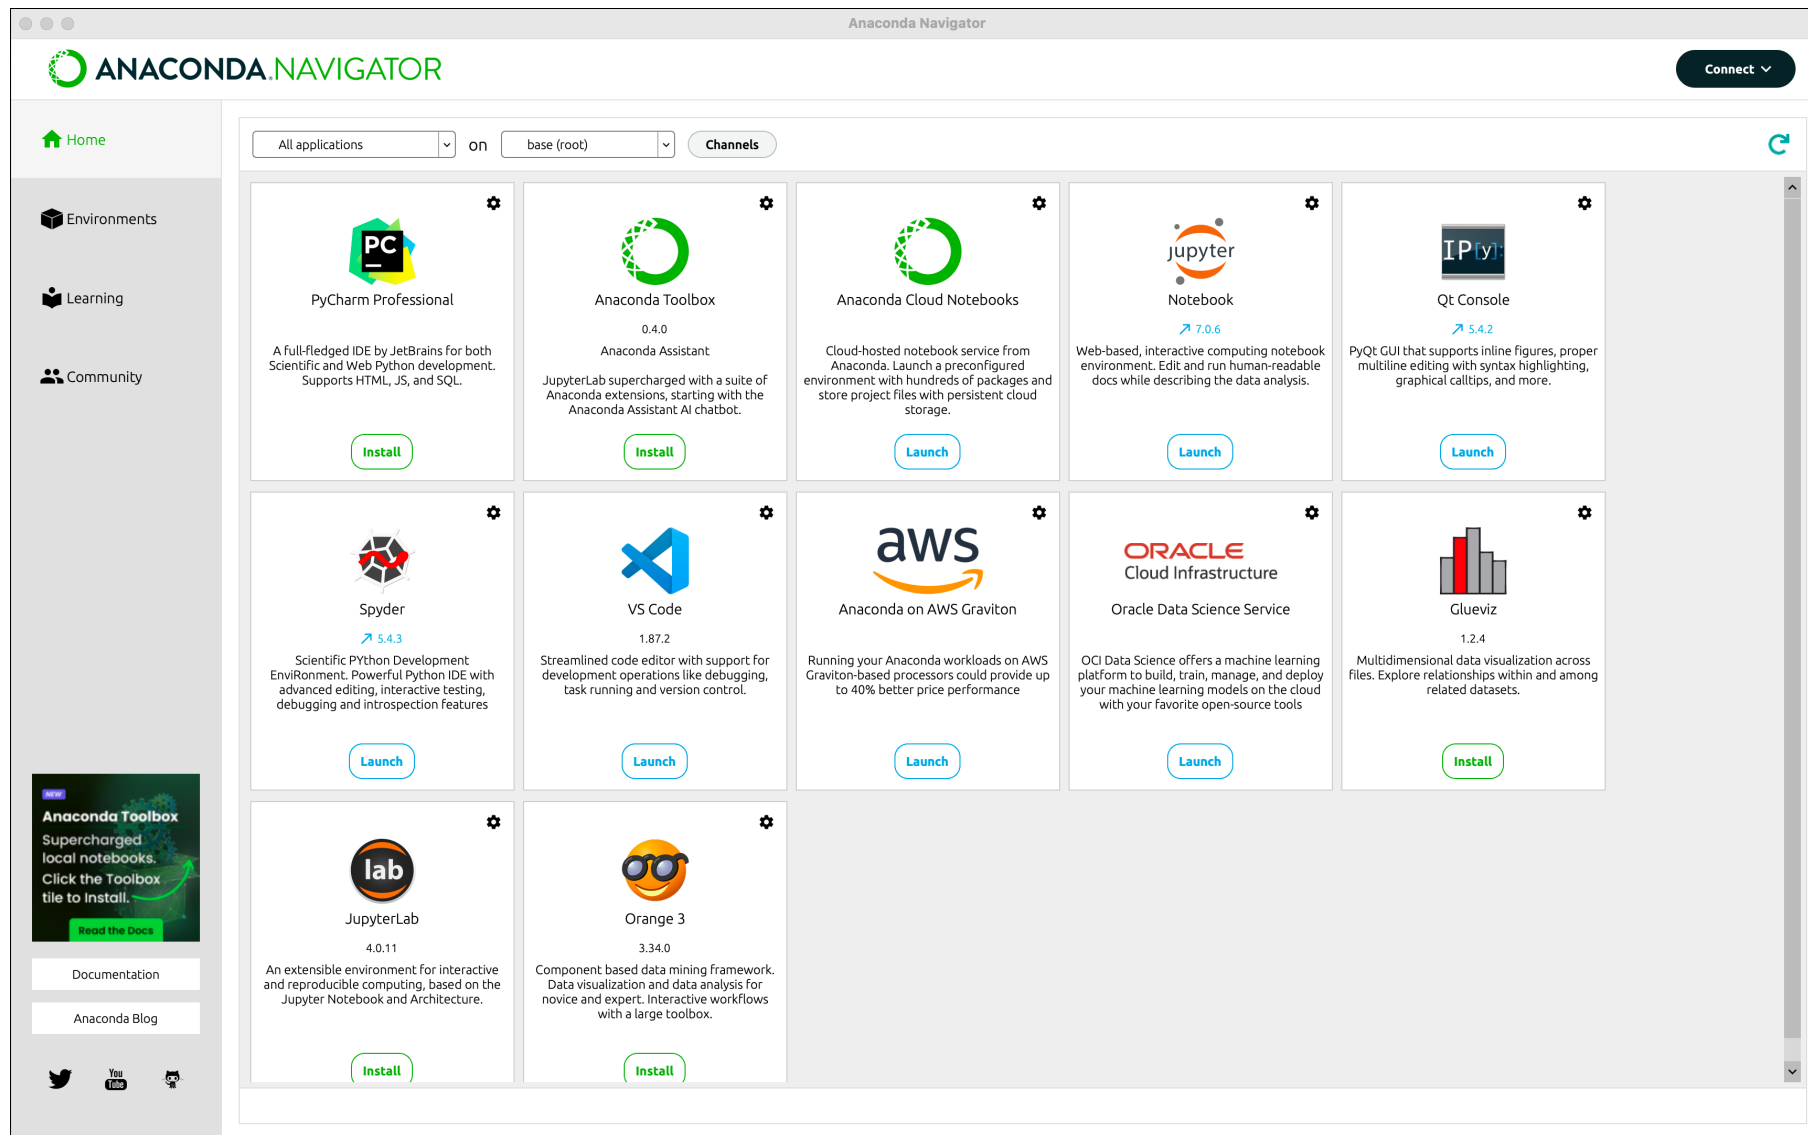 Anaconda Navigator
ANACONDA.NAVIGATOR
Connect
Home
Environments
Learning
Community
All applications
on
base (root)
Channels
PC
PyCharm Professional
A full-fledged IDE by JetBrains for both
Scientific and Web Python development.
Supports HTML, JS, and SQL.
Install
Anaconda Toolbox
0.4.0
Anaconda Assistant
JupyterLab supercharged with a suite of
Anaconda extensions, starting with the
Anaconda Assistant AI chatbot.
Install
Anaconda Cloud Notebooks
Cloud-hosted notebook service from
Anaconda. Launch a preconfigured
environment with hundreds of packages and
store project files with persistent cloud
storage.
Launch
jupyter
Notebook
7.0.6
Web-based, interactive computing notebook
environment. Edit and run human-readable
docs while describing the data analysis.
Launch
IP[y]:
Qt Console
5.4.2
PyQt GUI that supports inline figures, proper
multiline editing with syntax highlighting,
graphical calltips, and more.
Launch
Spyder
5.4.3
Scientific PYthon Development
EnviRonment. Powerful Python IDE with
advanced editing, interactive testing,
debugging and introspection features
Launch
VS Code
1.87.2
Streamlined code editor with support for
development operations like debugging,
task running and version control.
Launch
aws
Anaconda on AWS Graviton
Running your Anaconda workloads on AWS
Graviton-based processors could provide up
to 40% better price performance
Launch
ORACLE
Cloud Infrastructure
Oracle Data Science Service
OCI Data Science offers a machine learning
platform to build, train, manage, and deploy
your machine learning models on the cloud
with your favorite open-source tools
Launch
Glueviz
1.2.4
Multidimensional data visualization across
files. Explore relationships within and among
related datasets.
Install
lab
JupyterLab
4.0.11
An extensible environment for interactive
and reproducible computing, based on the
Jupyter Notebook and Architecture.
Install
Orange 3
3.34.0
Component based data mining framework.
Data visualization and data analysis for
novice and expert. Interactive workflows
with a large toolbox.
Install
NEW
Anaconda Toolbox
Supercharged
local notebooks.
Click the Toolbox
tile to Install.
Read the Docs
Documentation
Anaconda Blog
You
Tube